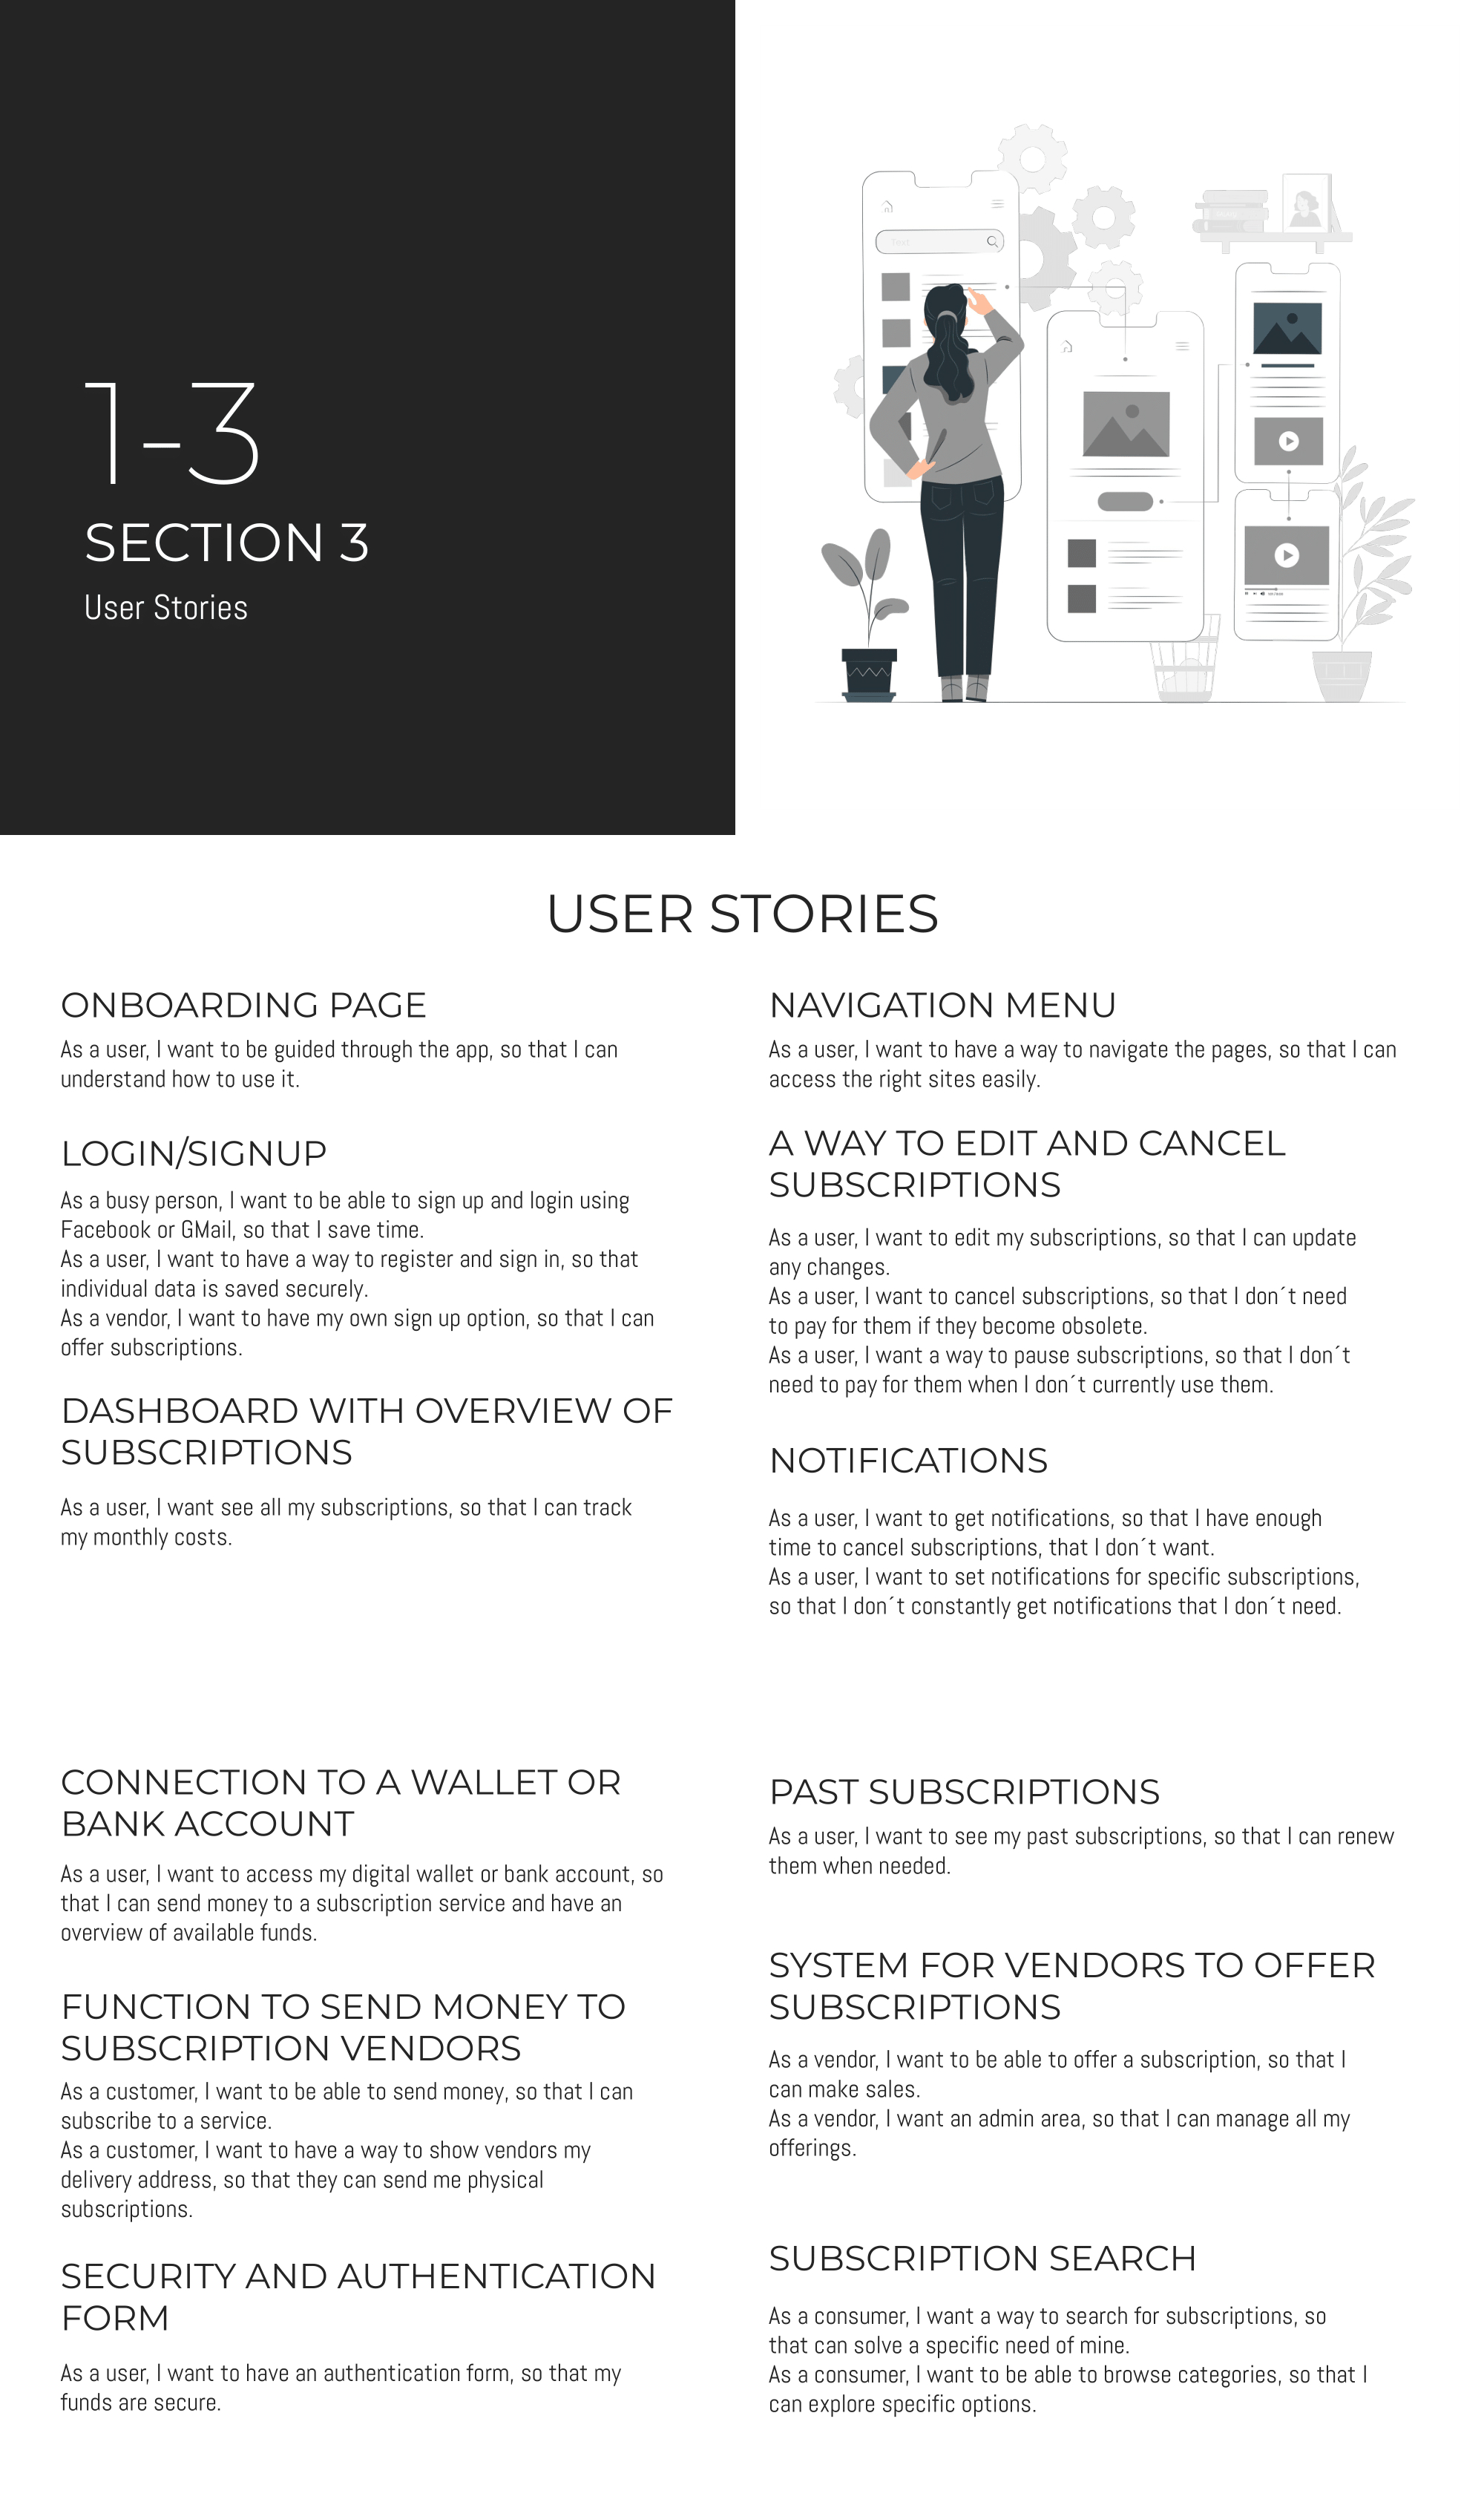 1-3
SECTION 3
User Stories
Text
USER STORIES
ONBOARDING PAGE
As a user, I want to be guided through the app, so that I can
understand how to use it.
LOGIN/SIGNUP
As a busy person, I want to be able to sign up and login using
Facebook or GMail, so that I save time.
As a user, I want to have a way to register and sign in, so that
individual data is saved securely.
As a vendor, I want to have my own sign up option, so that I can
offer subscriptions.
DASHBOARD WITH OVERVIEW OF
SUBSCRIPTIONS
As a user, I want see all my subscriptions, so that I can track
my monthly costs.
NAVIGATION MENU
As a user, I want to have a way to navigate the pages, so that I can
access the right sites easily.
A WAY TO EDIT AND CANCEL
SUBSCRIPTIONS
As a user, I want to edit my subscriptions, so that I can update
any changes.
As a user, I want to cancel subscriptions, so that I don´t need
to pay for them if they become obsolete.
As a user, I want a way to pause subscriptions, so that I don´t
need to pay for them when I don´t currently use them.
NOTIFICATIONS
As a user, I want to get notifications, so that I have enough
time to cancel subscriptions, that I don´t want.
As a user, I want to set notifications for specific subscriptions,
so that I don´t constantly get notifications that I don´t need.
CONNECTION TO A WALLET OR
BANK ACCOUNT
As a user, I want to access my digital wallet or bank account, so
that I can send money to a subscription service and have an
overview of available funds.
FUNCTION TO SEND MONEY TO
SUBSCRIPTION VENDORS
As a customer, I want to be able to send money, so that I can
subscribe to a service.
As a customer, I want to have a way to show vendors my
delivery address, so that they can send me physical
subscriptions.
SECURITY AND AUTHENTICATION
FORM
As a user, I want to have an authentication form, so that my
funds are secure.
PAST SUBSCRIPTIONS
As a user, I want to see my past subscriptions, so that I can renew
them when needed.
SYSTEM FOR VENDORS TO OFFER
SUBSCRIPTIONS
As a vendor, I want to be able to offer a subscription, so that I
can make sales.
As a vendor, I want an admin area, so that I can manage all my
offerings.
SUBSCRIPTION SEARCH
As a consumer, I want a way to search for subscriptions, so
that can solve a specific need of mine.
As a consumer, I want to be able to browse categories, so that I
can explore specific options.